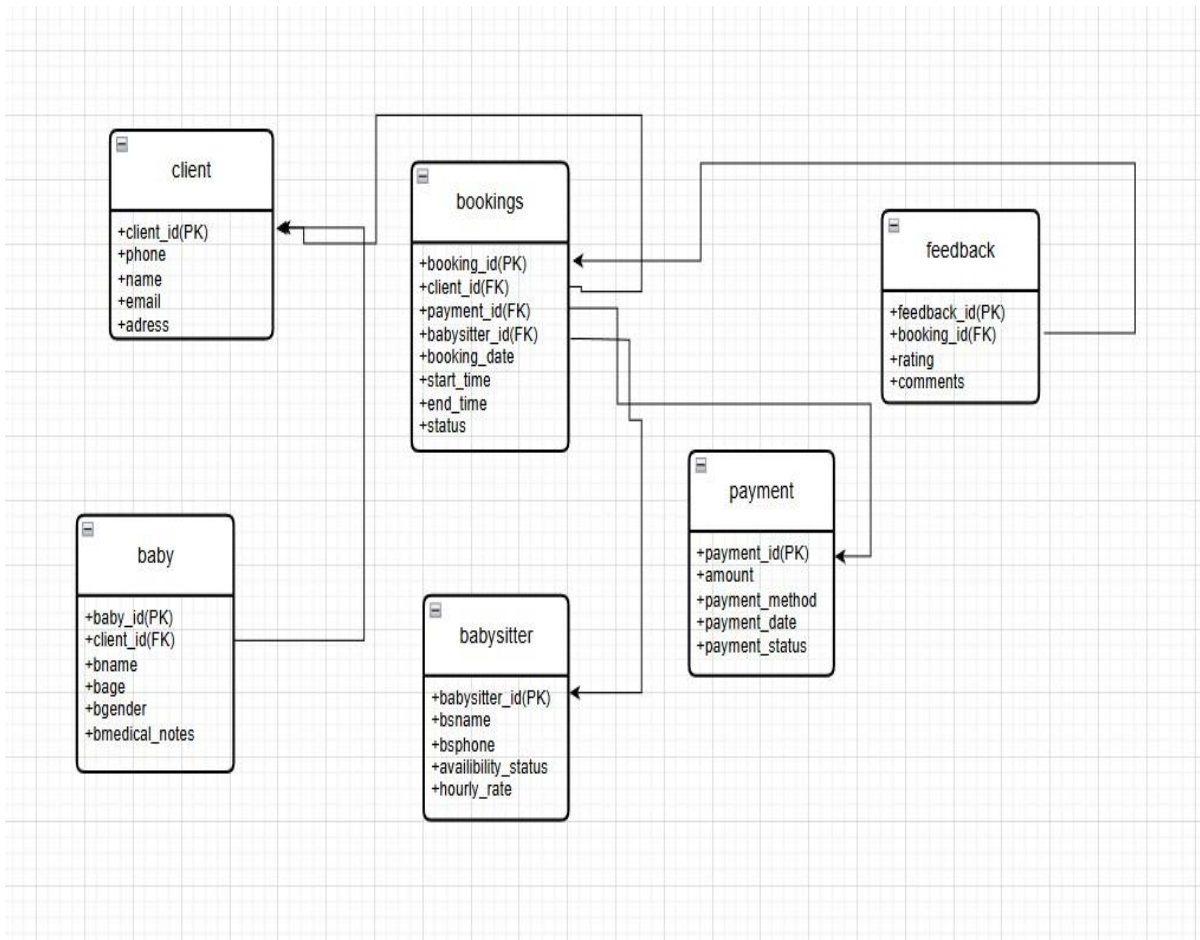 client
+client_id(PK)
+phone
+name
+email
+adress
bookings
+booking_id(PK)
+client_id(FK)
+payment_id(FK)
+babysitter_id(FK)
+booking_date
+start_time
+end_time
+status
feedback
+feedback_id(PK)
+booking_id(FK)
+rating
+comments
payment
+payment_id(PK)
+amount
+payment_method
+payment_date
+payment_status
baby
+baby_id(PK)
+client_id(FK)
+bname
+bage
+bgender
+bmedical_notes
babysitter
+babysitter_id(PK)
+bsname
+bsphone
+availibility_status
+hourly_rate